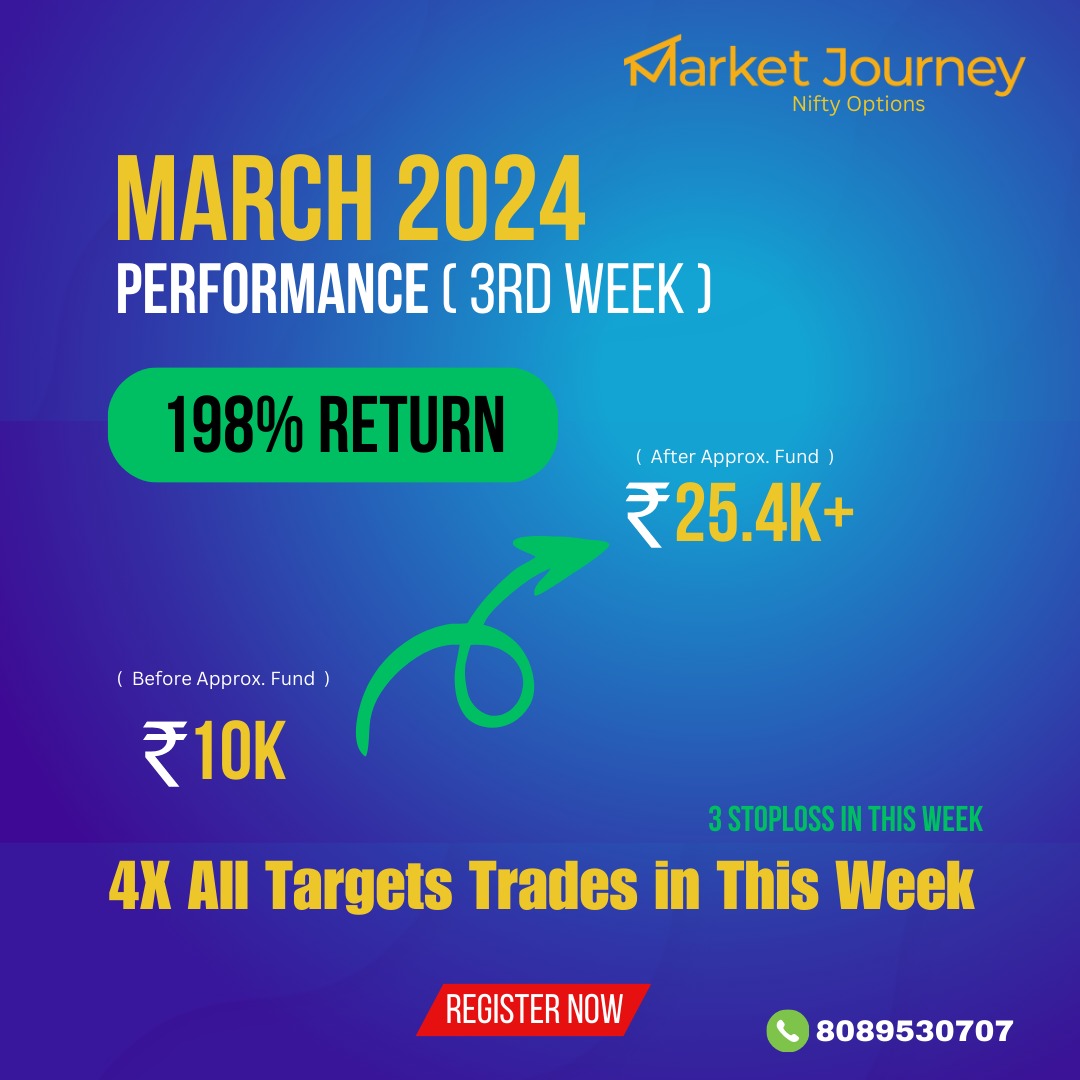 Market Journey
Nifty Options
MARCH 2024
PERFORMANCE ( 3RD WEEK )
198% RETURN
( After Approx. Fund )
₹25.4K+
( Before Approx. Fund )
₹10K
3 STOPLOSS IN THIS WEEK
4X All Targets Trades in This Week
REGISTER NOW
8089530707